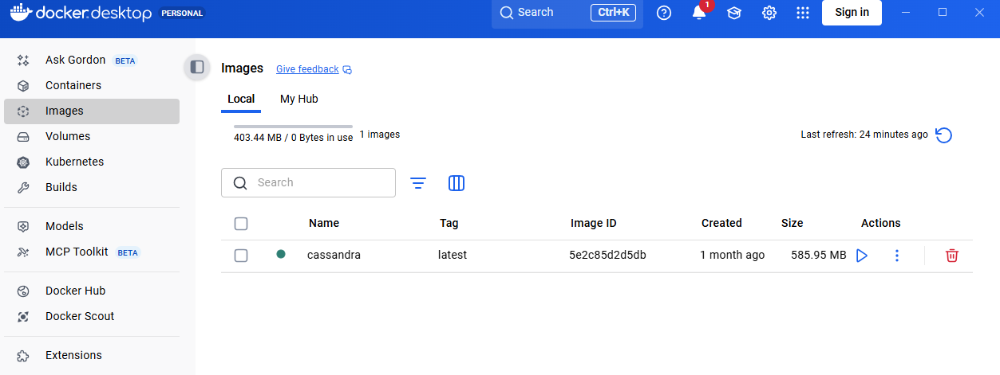 docker.desktop PERSONAL
Search Ctrl+K
1
Sign in
Ask Gordon BETA
Containers
Images
Volumes
Kubernetes
Builds
Models
MCP Toolkit BETA
Docker Hub
Docker Scout
Extensions
Images Give feedback
Local My Hub
403.44 MB / 0 Bytes in use 1 images
Last refresh: 24 minutes ago
Search
Name Tag Image ID Created Size Actions
cassandra latest 5e2c85d2d5db 1 month ago 585.95 MB